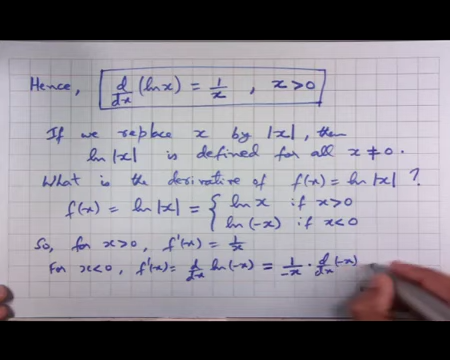 Hence, d/dx (ln x) = 1/x , x > 0
If we replace x by |x|, then
ln |x| is defined for all x ≠ 0.
What is the derivative of f(x) = ln |x| ?
f(x) = ln |x| = { ln x if x > 0
ln (-x) if x < 0
So, for x > 0, f'(x) = 1/x
For x < 0, f'(x) = d/dx ln (-x) = 1/-x · d/dx (-x)